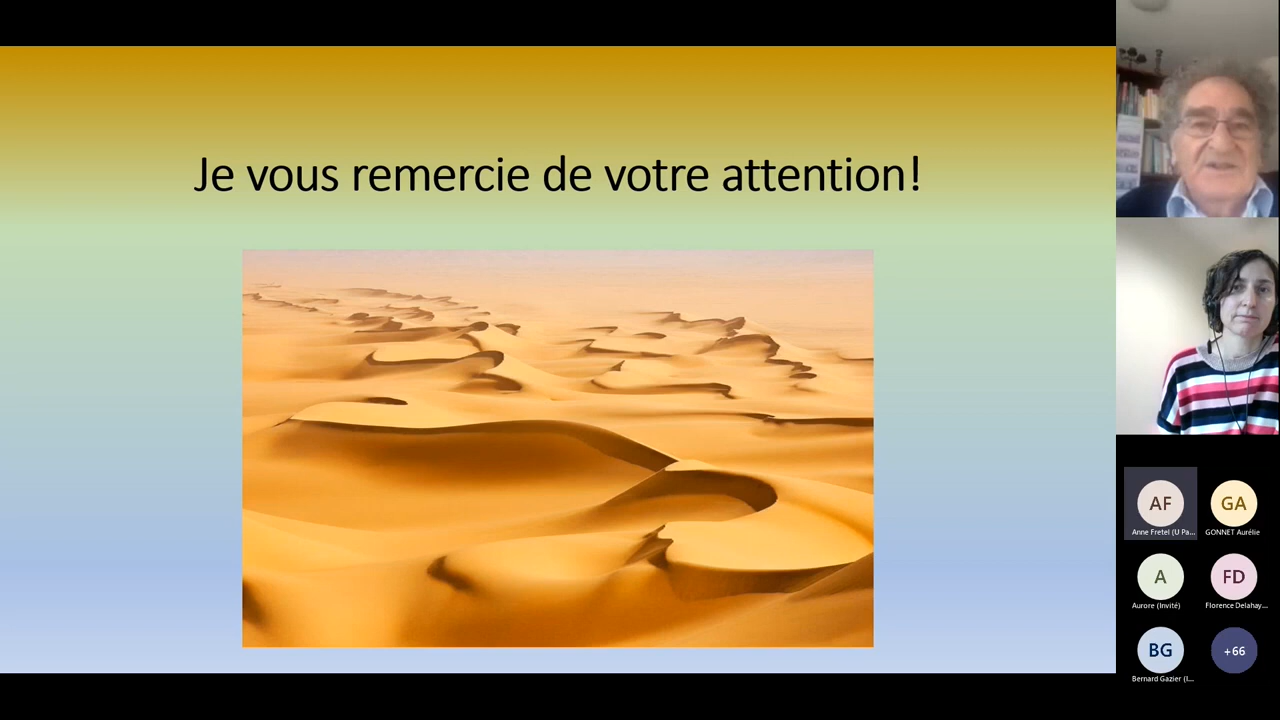 Je vous remercie de votre attention!
AF
GA
Anne Fretel (U Pa...
GONNET Aurélie
A
FD
Aurore (Invité)
Florence Delahay...
BG
+66
Bernard Gazier (I...